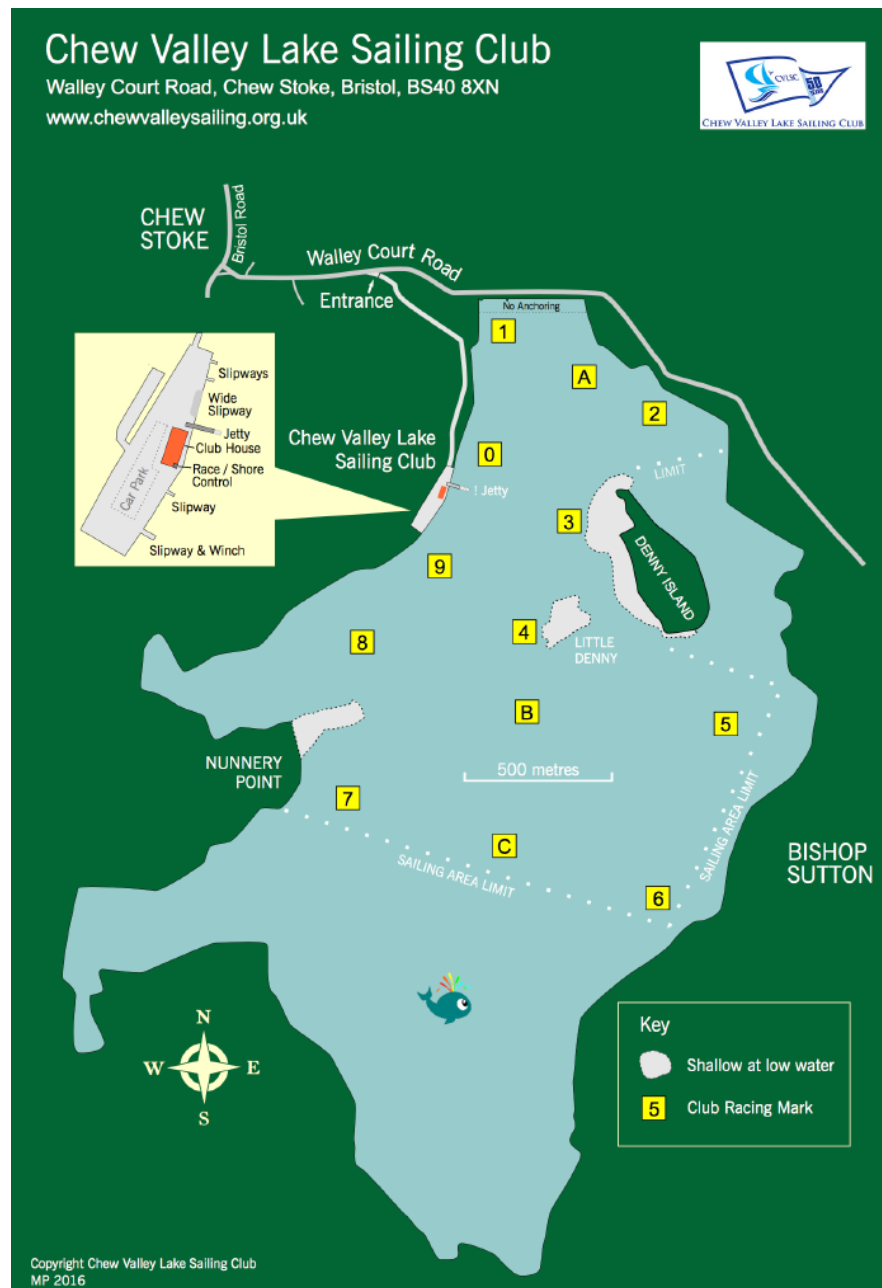 Chew Valley Lake Sailing Club
Walley Court Road, Chew Stoke, Bristol, BS40 8XN
www.chewvalleysailing.org.uk
CYLSC
50
CHEW VALLEY LAKE SAILING CLUB
CHEW
STOKE
Bristol Road
Walley Court Road
Entrance
No Anchoring
1
A
2
Slipways
Wide
Slipway
Jetty
Club House
Race / Shore
Control
Car Park
Slipway
Slipway & Winch
Chew Valley Lake
Sailing Club
0
! Jetty
LIMIT
3
DENNY ISLAND
9
4
LITTLE
DENNY
8
B
5
NUNNERY
POINT
500 metres
7
C
SAILING AREA LIMIT
SAILING AREA LIMIT
6
BISHOP
SUTTON
N
W
E
S
Key
Shallow at low water
5
Club Racing Mark
Copyright Chew Valley Lake Sailing Club
MP 2016